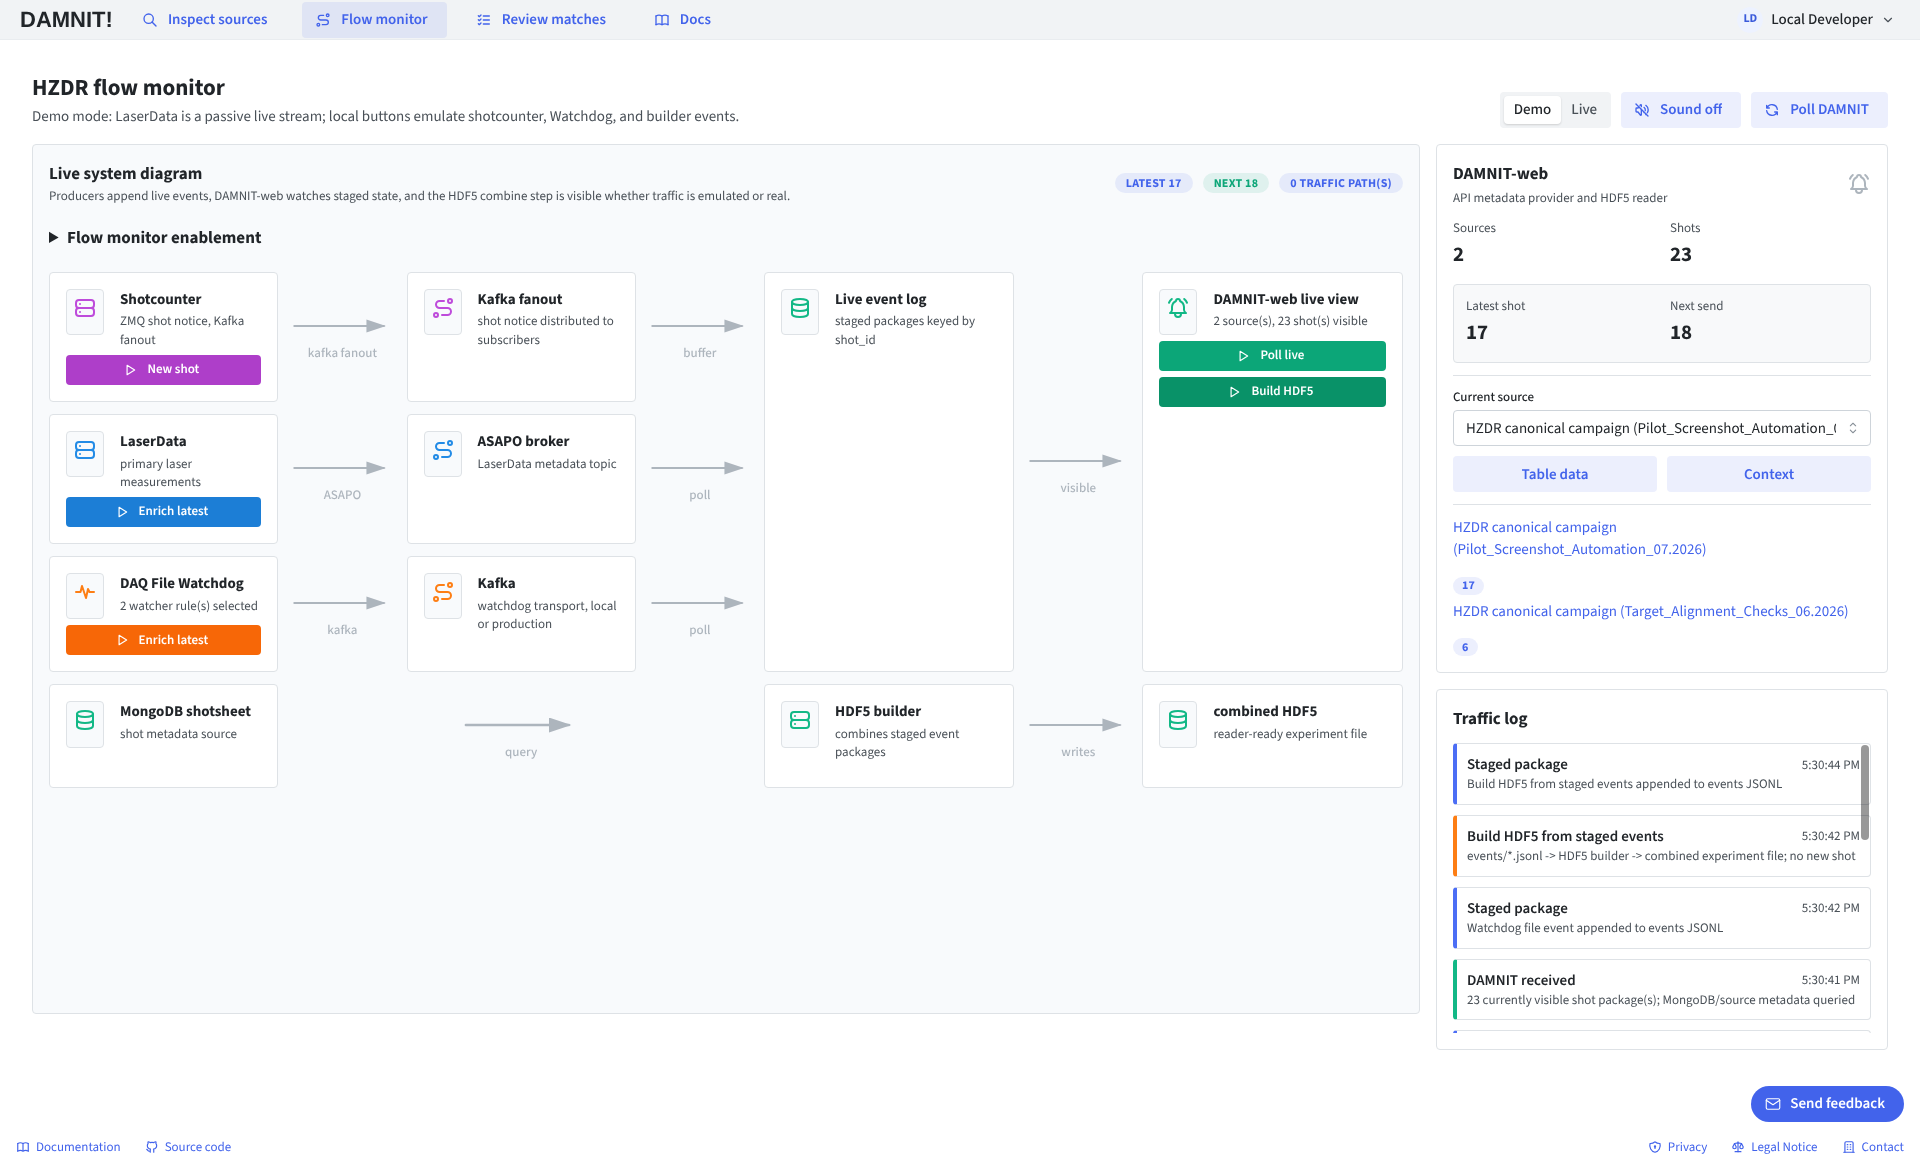 DAMNIT!
Inspect sources
Flow monitor
Review matches
Docs
LD
Local Developer
HZDR flow monitor
Demo mode: LaserData is a passive live stream; local buttons emulate shotcounter, Watchdog, and builder events.
Demo
Live
Sound off
Poll DAMNIT
Live system diagram
Producers append live events, DAMNIT-web watches staged state, and the HDF5 combine step is visible whether traffic is emulated or real.
LATEST 17
NEXT 18
0 TRAFFIC PATH(S)
Flow monitor enablement
Shotcounter
ZMQ shot notice, Kafka
fanout
New shot
kafka fanout
Kafka fanout
shot notice distributed to
subscribers
buffer
Live event log
staged packages keyed by
shot_id
DAMNIT-web live view
2 source(s), 23 shot(s) visible
Poll live
Build HDF5
LaserData
primary laser
measurements
Enrich latest
ASAPO
ASAPO broker
LaserData metadata topic
poll
visible
DAQ File Watchdog
2 watcher rule(s) selected
Enrich latest
kafka
Kafka
watchdog transport, local
or production
poll
MongoDB shotsheet
shot metadata source
query
HDF5 builder
combines staged event
packages
writes
combined HDF5
reader-ready experiment file
DAMNIT-web
API metadata provider and HDF5 reader
Sources
2
Shots
23
Latest shot
17
Next send
18
Current source
HZDR canonical campaign (Pilot_Screenshot_Automation_(
Table data
Context
HZDR canonical campaign
(Pilot_Screenshot_Automation_07.2026)
17
HZDR canonical campaign (Target_Alignment_Checks_06.2026)
6
Traffic log
Staged package
5:30:44 PM
Build HDF5 from staged events appended to events JSONL
Build HDF5 from staged events
5:30:42 PM
events/*.jsonl -> HDF5 builder -> combined experiment file; no new shot
Staged package
5:30:42 PM
Watchdog file event appended to events JSONL
DAMNIT received
5:30:41 PM
23 currently visible shot package(s); MongoDB/source metadata queried
Send feedback
Documentation
Source code
Privacy
Legal Notice
Contact